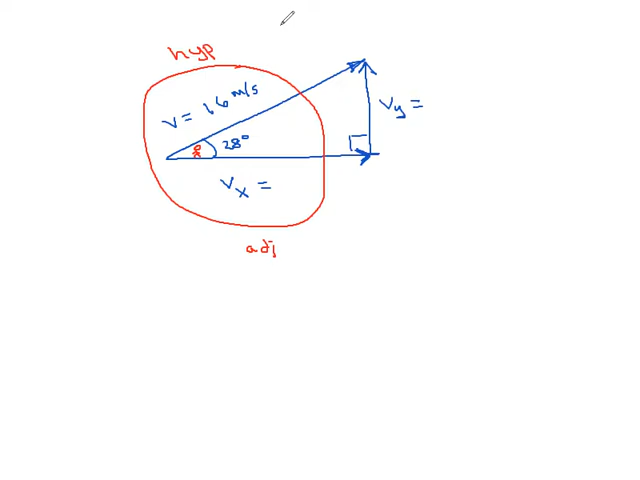 hyp
v = 16 m/s
28°
Vy =
Vx =
adj